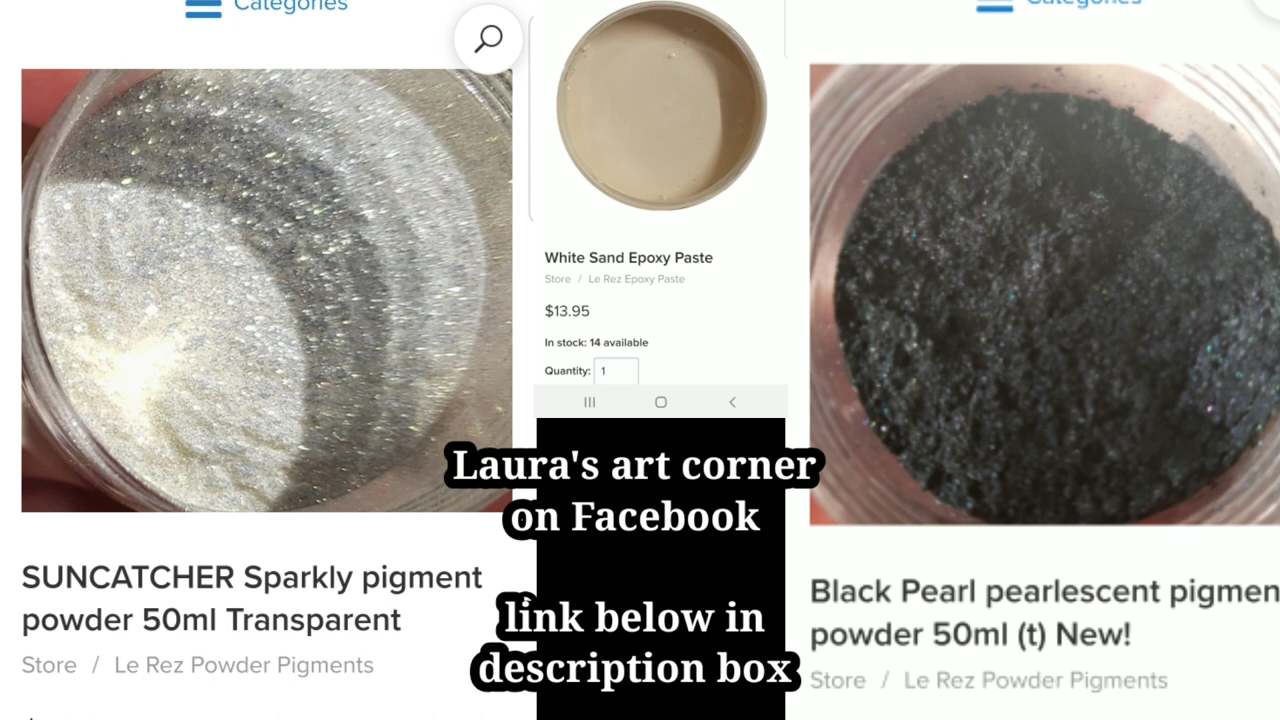 Categories
SUNCATCHER Sparkly pigment
powder 50ml Transparent
Store / Le Rez Powder Pigments
White Sand Epoxy Paste
Store / Le Rez Epoxy Paste
$13.95
In stock: 14 available
Quantity: 1
Laura's art corner
on Facebook
link below in
description box
Categories
Black Pearl pearlescent pigmen
powder 50ml (t) New!
Store / Le Rez Powder Pigments